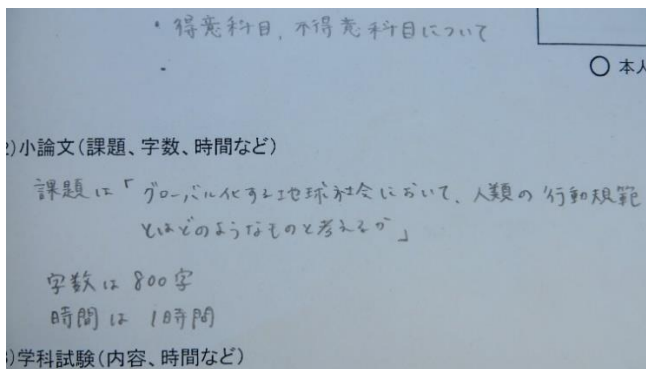 ・得意科目、不得意科目について
・
○ 本人
2)小論文(課題、字数、時間など)
課題は「グローバル化する地球社会において、人類の行動規範
とはどのようなものと考えるか」
字数は800字
時間は1時間
)学科試験(内容、時間など)